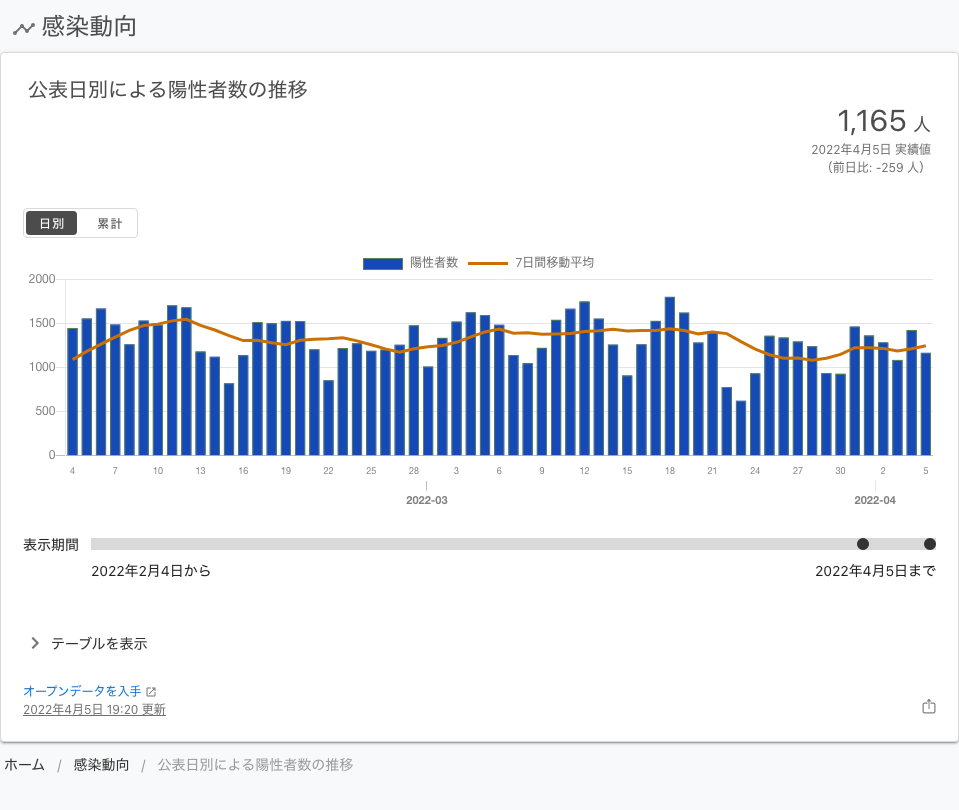 感染動向
公表日別による陽性者数の推移
1,165 人
2022年4月5日 実績値
（前日比: -259 人）
日別 累計
陽性者数 7日間移動平均
2000
1500
1000
500
0
4 7 10 13 16 19 22 25 28 3 6 9 12 15 18 21 24 27 30 2 5
2022-03 2022-04
表示期間
2022年2月4日から 2022年4月5日まで
テーブルを表示
オープンデータを入手
2022年4月5日 19:20 更新
ホーム / 感染動向 / 公表日別による陽性者数の推移